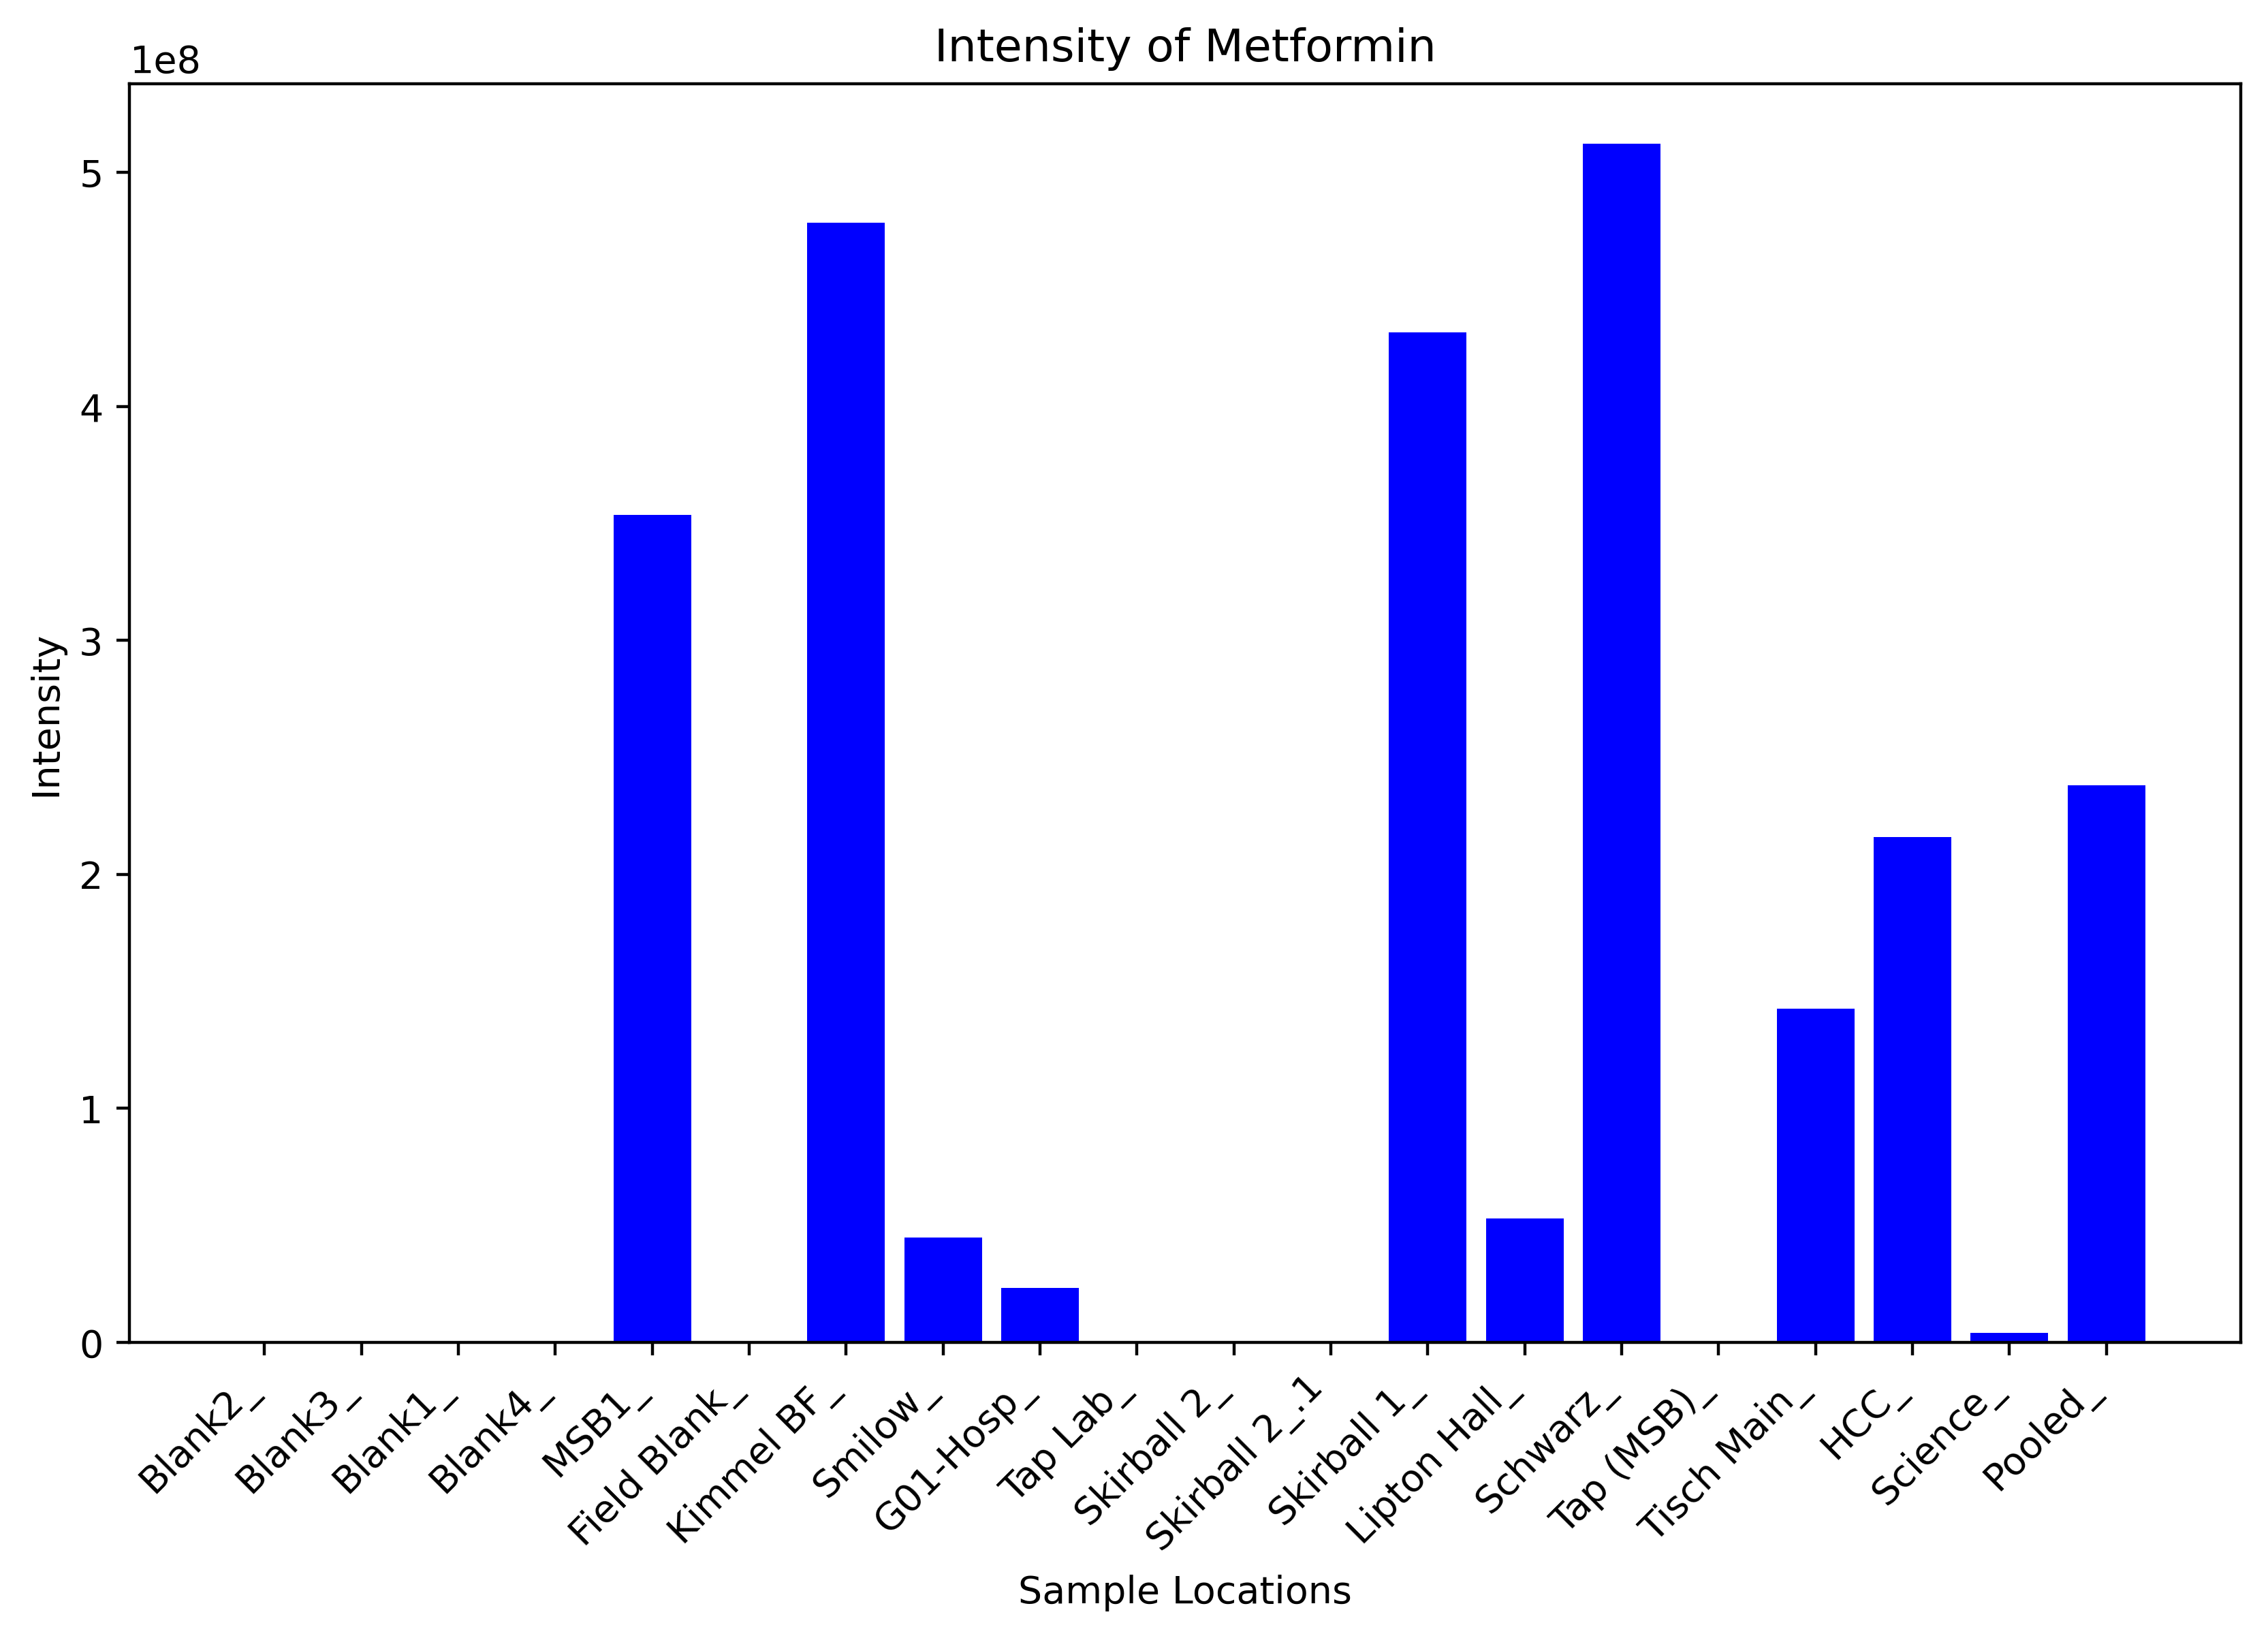 Intensity of Metformin
1e8
5
4
3
2
1
0
Intensity
Blank2_
Blank3_
Blank1_
Blank4_
MSB1_
Field Blank_
Kimmel BF_
Smilow_
G01-Hosp_
Tap Lab_
Skirball 2_
Skirball 2_.1
Skirball 1_
Lipton Hall_
Schwarz_
Tap (MSB)_
Tisch Main_
HCC_
Science_
Pooled_
Sample Locations